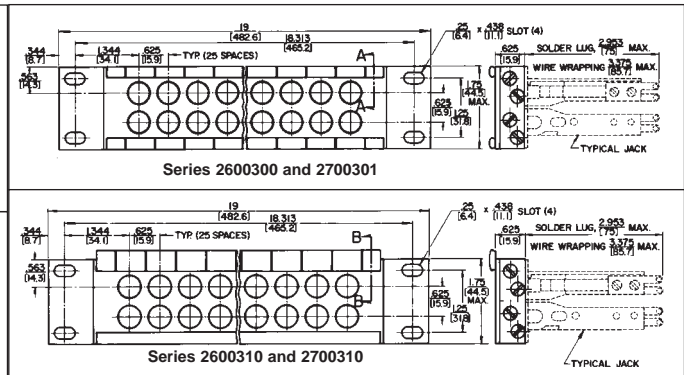 19
[482.6]
18.313
[465.2]
.344
[8.7]
1.344
[34.1]
.625
[15.9]
TYP. (25 SPACES)
A
.25 x .438 SLOT (4)
[6.4] [11.1]
.563
[14.3]
A
.625
[15.9]
1.25
[31.8]
1.75
[44.5]
MAX.
.625
[15.9]
SOLDER LUG, 2.953 MAX.
[75]
WIRE WRAPPING 3.375 MAX.
[85.7]
TYPICAL JACK
Series 2600300 and 2700301
19
[482.6]
18.313
[465.2]
.344
[8.7]
1.344
[34.1]
.625
[15.9]
TYP. (25 SPACES)
B
.25 x .438 SLOT (4)
[6.4] [11.1]
.563
[14.3]
B
.625
[15.9]
1.25
[31.8]
1.75
[44.5]
MAX.
.625
[15.9]
SOLDER LUG, 2.953 MAX.
[75]
WIRE WRAPPING 3.375 MAX.
[85.7]
TYPICAL JACK
Series 2600310 and 2700310